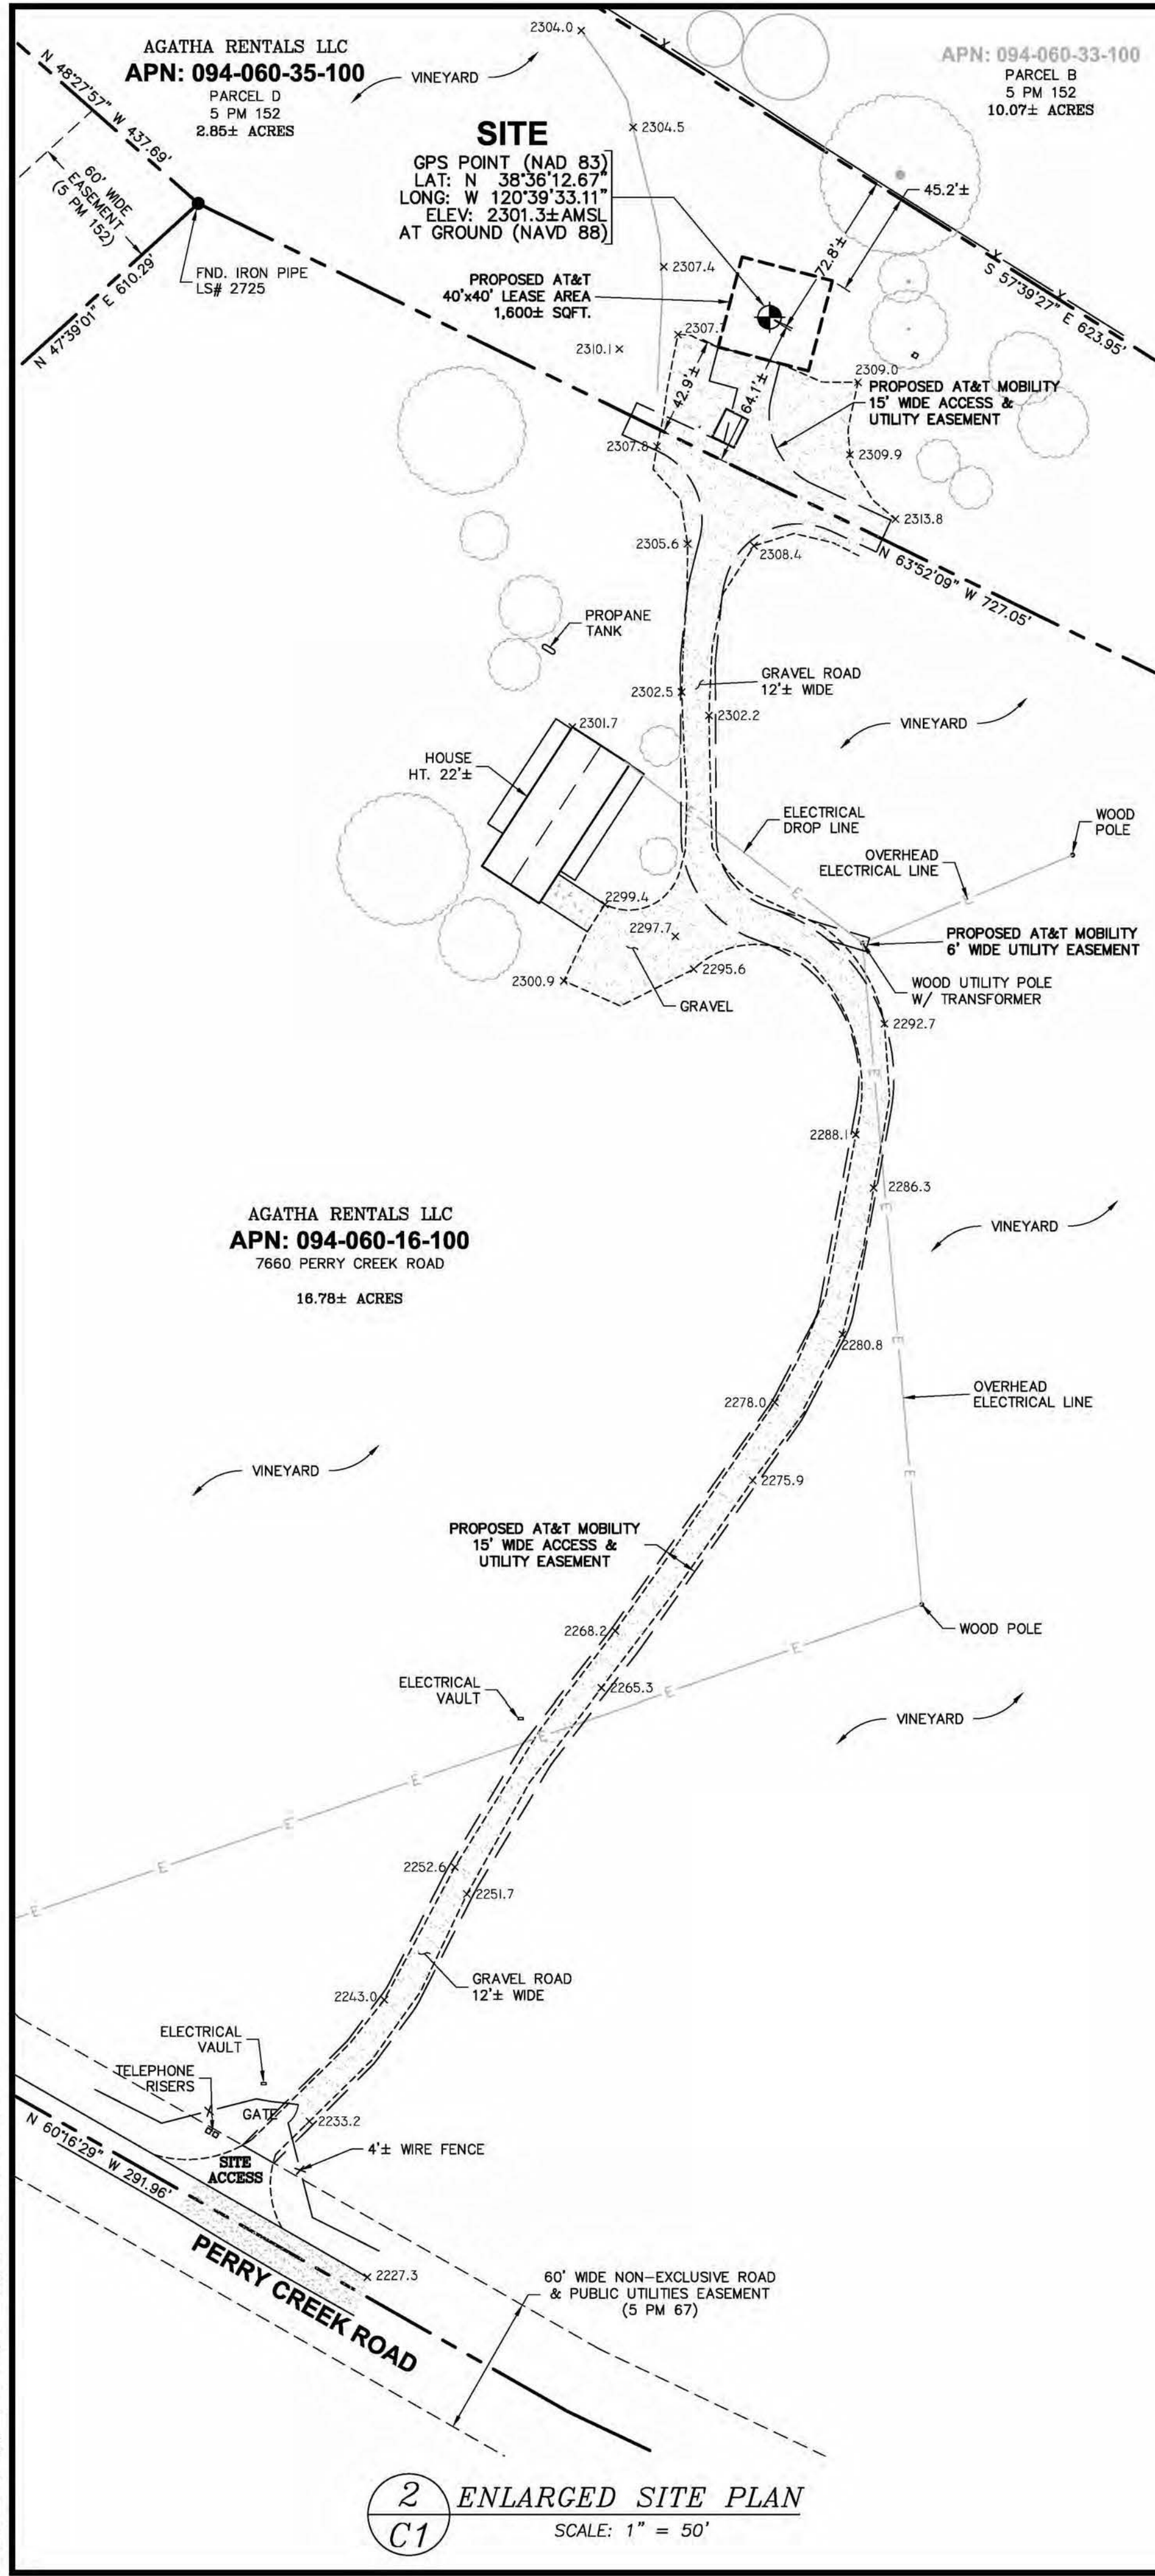 2304.0
AGATHA RENTALS LLC
APN: 094-060-35-100
PARCEL D
5 PM 152
2.85± ACRES
VINEYARD
APN: 094-060-33-100
PARCEL B
5 PM 152
10.07± ACRES
N 48°27'57" W 437.69'
2304.5
SITE
GPS POINT (NAD 83)
LAT: N 38°36'12.67"
LONG: W 120°39'33.11"
ELEV: 2301.3±AMSL
AT GROUND (NAVD 88)
60' WIDE
EASEMENT
(5 PM 152)
45.2'±
72.8'±
S 57°39'27" E 623.95'
FND. IRON PIPE
LS# 2725
N 47°39'01" E 610.29'
2307.4
PROPOSED AT&T
40'x40' LEASE AREA
1,600± SQFT.
2307.
2310.1
42.9'±
64.1'±
2309.0
PROPOSED AT&T MOBILITY
15' WIDE ACCESS &
UTILITY EASEMENT
2307.8
2309.9
2313.8
2305.6
2308.4
N 63°52'09" W 727.05'
PROPANE
TANK
GRAVEL ROAD
12'± WIDE
2302.5
2302.2
VINEYARD
2301.7
HOUSE
HT. 22'±
ELECTRICAL
DROP LINE
WOOD
POLE
OVERHEAD
ELECTRICAL LINE
E
E
E
2299.4
2297.7
PROPOSED AT&T MOBILITY
6' WIDE UTILITY EASEMENT
2295.6
2300.9
GRAVEL
WOOD UTILITY POLE
W/ TRANSFORMER
2292.7
E
2288.1
2286.3
E
VINEYARD
AGATHA RENTALS LLC
APN: 094-060-16-100
7660 PERRY CREEK ROAD
16.78± ACRES
2280.8
E
OVERHEAD
ELECTRICAL LINE
2278.0
VINEYARD
2275.9
E
PROPOSED AT&T MOBILITY
15' WIDE ACCESS &
UTILITY EASEMENT
2268.2
WOOD POLE
E
2265.3
E
ELECTRICAL
VAULT
VINEYARD
E
E
E
2252.6
E
2251.7
E
GRAVEL ROAD
12'± WIDE
2243.0
ELECTRICAL
VAULT
TELEPHONE
RISERS
GATE
2233.2
4'± WIRE FENCE
SITE
ACCESS
N 60°16'29" W 291.96'
PERRY CREEK ROAD
2227.3
60' WIDE NON-EXCLUSIVE ROAD
& PUBLIC UTILITIES EASEMENT
(5 PM 67)
2
C1
ENLARGED SITE PLAN
SCALE: 1" = 50'